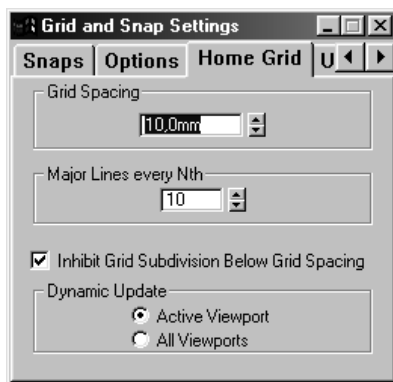 Grid and Snap Settings
Snaps Options Home Grid U
Grid Spacing
10,0mm
Major Lines every Nth
10
Inhibit Grid Subdivision Below Grid Spacing
Dynamic Update
Active Viewport
All Viewports